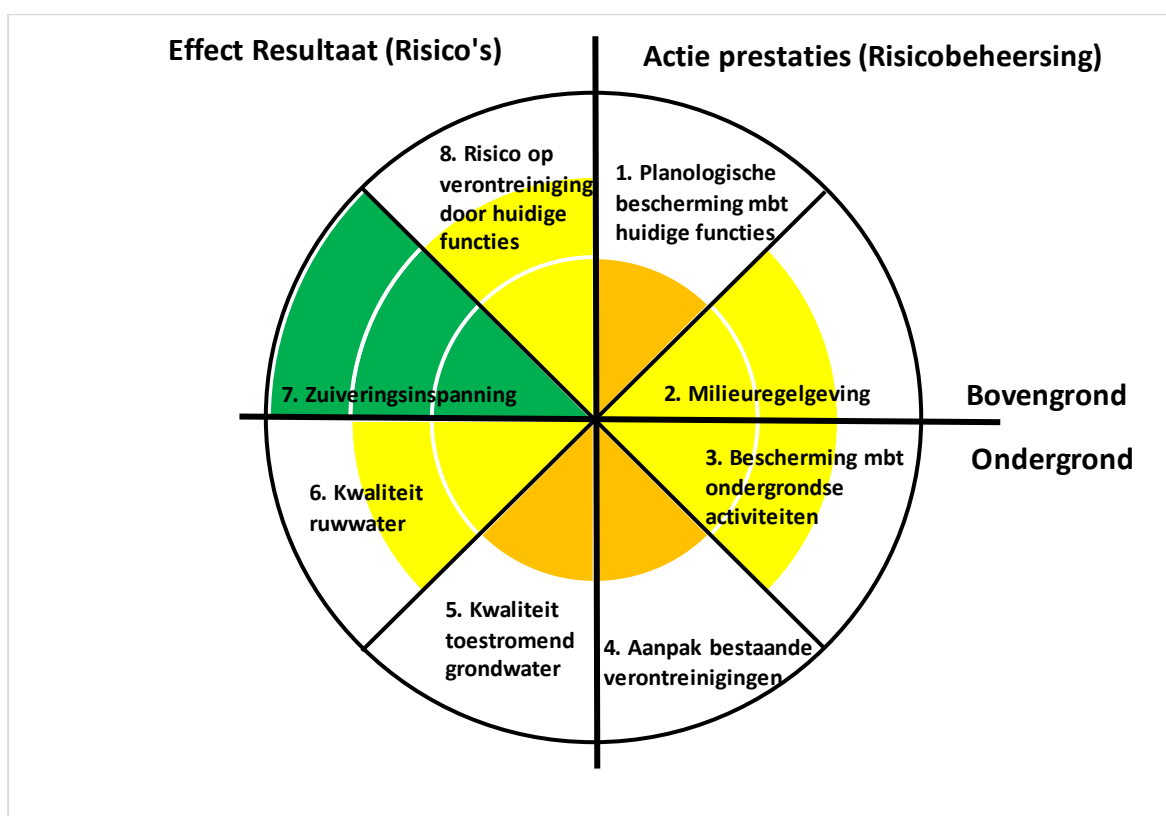 Effect Resultaat (Risico's)
Actie prestaties (Risicobeheersing)
8. Risico op
verontreiniging
door huidige
functies
1. Planologische
bescherming mbt
huidige functies
7. Zuiveringsinspanning
2. Milieuregelgeving
Bovengrond
Ondergrond
3. Bescherming mbt
ondergrondse
activiteiten
6. Kwaliteit
ruwwater
5. Kwaliteit
toestromend
grondwater
4. Aanpak bestaande
verontreinigingen